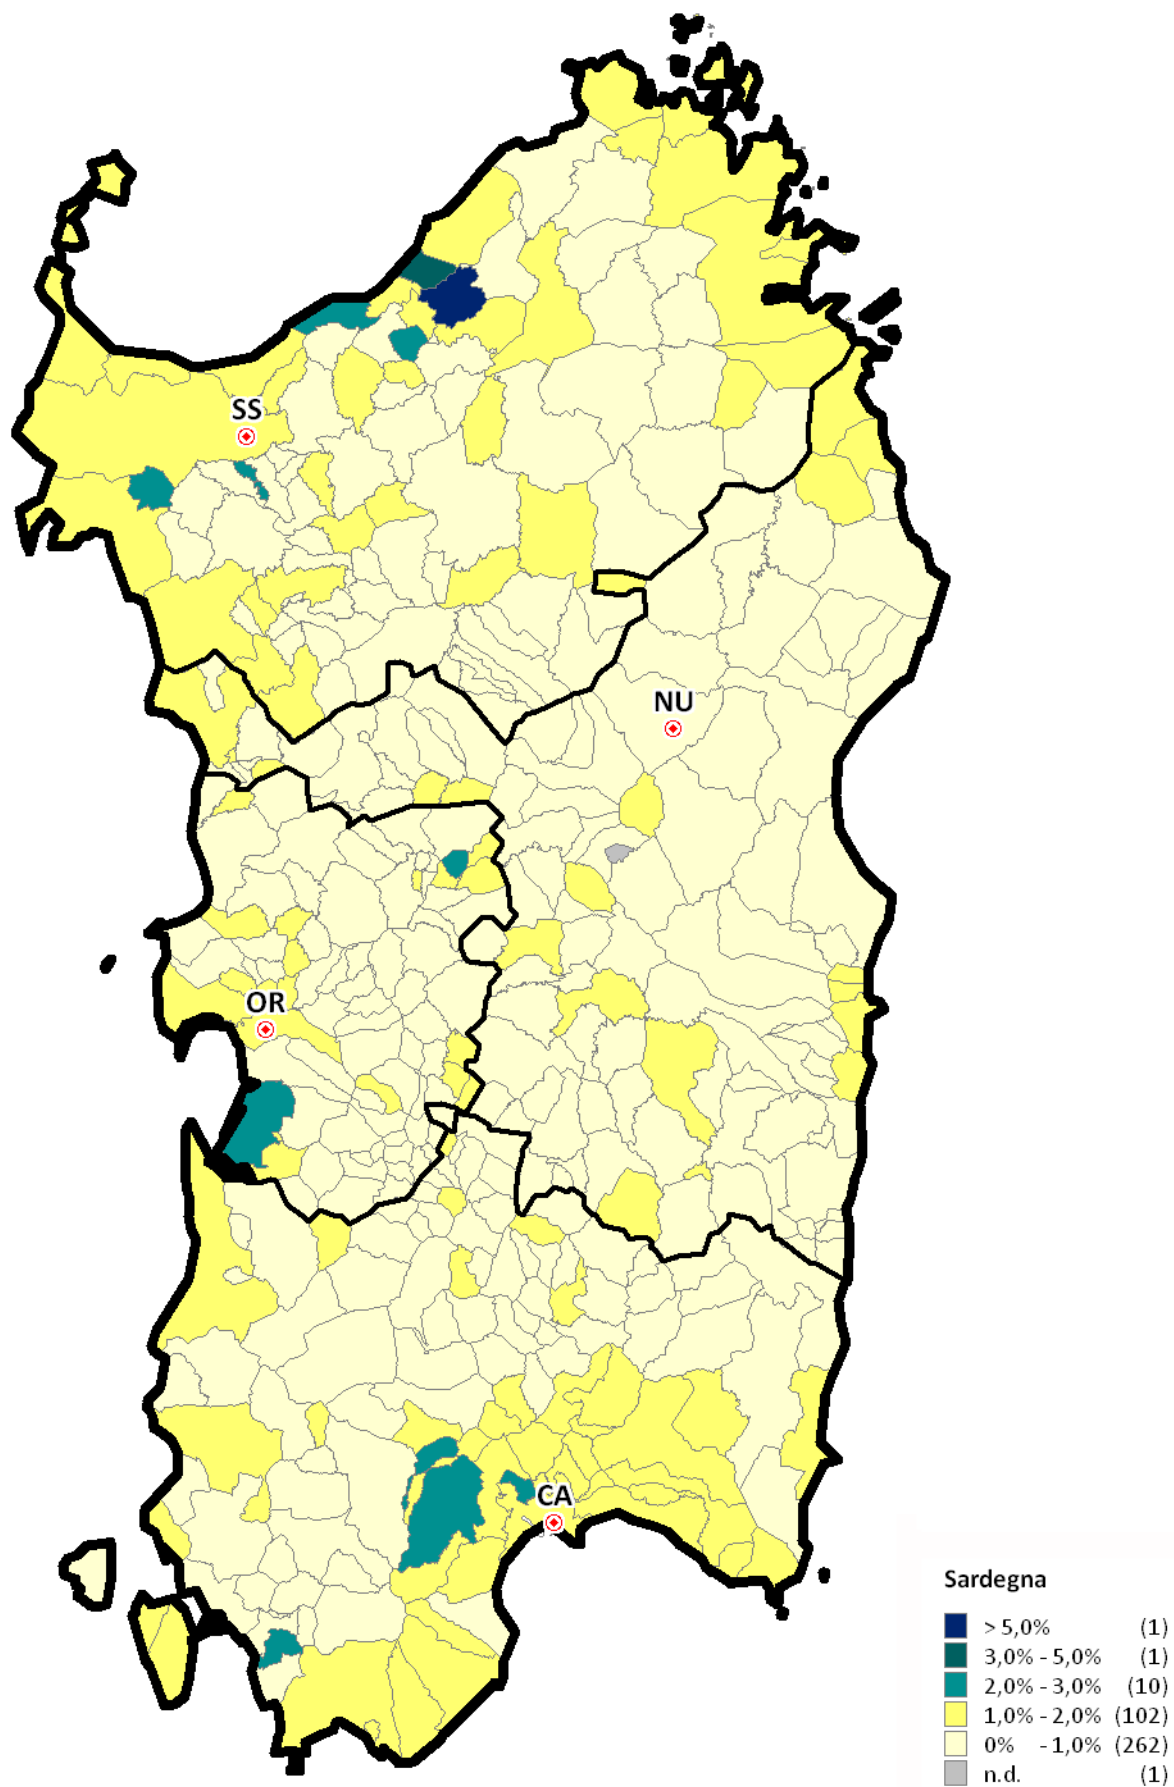 SS
NU
OR
CA
Sardegna
> 5,0% (1)
3,0% - 5,0% (1)
2,0% - 3,0% (10)
1,0% - 2,0% (102)
0% - 1,0% (262)
n.d. (1)